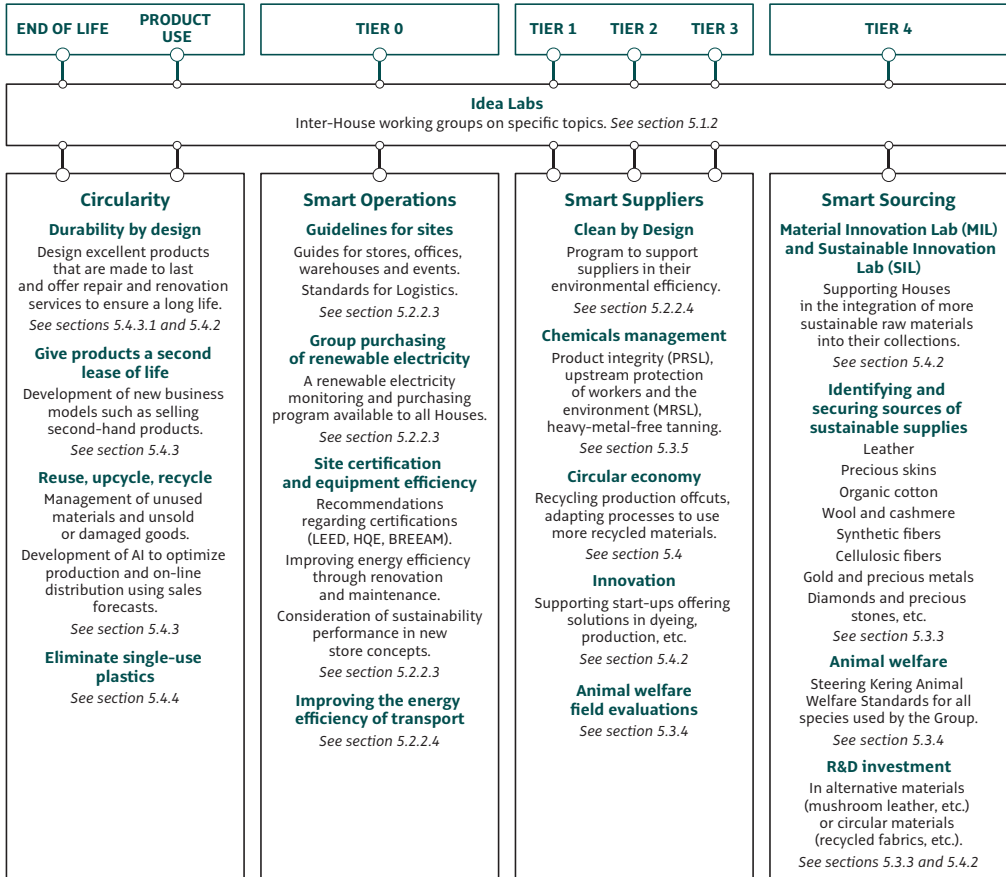 END OF LIFE
PRODUCT
USE
TIER 0
TIER 1
TIER 2
TIER 3
TIER 4
Idea Labs
Inter-House working groups on specific topics. See section 5.1.2
Circularity
Durability by design
Design excellent products
that are made to last
and offer repair and renovation
services to ensure a long life.
See sections 5.4.3.1 and 5.4.2
Give products a second
lease of life
Development of new business
models such as selling
second-hand products.
See section 5.4.3
Reuse, upcycle, recycle
Management of unused
materials and unsold
or damaged goods.
Development of AI to optimize
production and on-line
distribution using sales
forecasts.
See section 5.4.3
Eliminate single-use
plastics
See section 5.4.4
Smart Operations
Guidelines for sites
Guides for stores, offices,
warehouses and events.
Standards for Logistics.
See section 5.2.2.3
Group purchasing
of renewable electricity
A renewable electricity
monitoring and purchasing
program available to all Houses.
See section 5.2.2.3
Site certification
and equipment efficiency
Recommendations
regarding certifications
(LEED, HQE, BREEAM).
Improving energy efficiency
through renovation
and maintenance.
Consideration of sustainability
performance in new
store concepts.
See section 5.2.2.3
Improving the energy
efficiency of transport
See section 5.2.2.4
Smart Suppliers
Clean by Design
Program to support
suppliers in their
environmental efficiency.
See section 5.2.2.4
Chemicals management
Product integrity (PRSL),
upstream protection
of workers and the
environment (MRSL),
heavy-metal-free tanning.
See section 5.3.5
Circular economy
Recycling production offcuts,
adapting processes to use
more recycled materials.
See section 5.4
Innovation
Supporting start-ups offering
solutions in dyeing,
production, etc.
See section 5.4.2
Animal welfare
field evaluations
See section 5.3.4
Smart Sourcing
Material Innovation Lab (MIL)
and Sustainable Innovation
Lab (SIL)
Supporting Houses
in the integration of more
sustainable raw materials
into their collections.
See section 5.4.2
Identifying and
securing sources of
sustainable supplies
Leather
Precious skins
Organic cotton
Wool and cashmere
Synthetic fibers
Cellulosic fibers
Gold and precious metals
Diamonds and precious
stones, etc.
See section 5.3.3
Animal welfare
Steering Kering Animal
Welfare Standards for all
species used by the Group.
See section 5.3.4
R&D investment
In alternative materials
(mushroom leather, etc.)
or circular materials
(recycled fabrics, etc.).
See sections 5.3.3 and 5.4.2